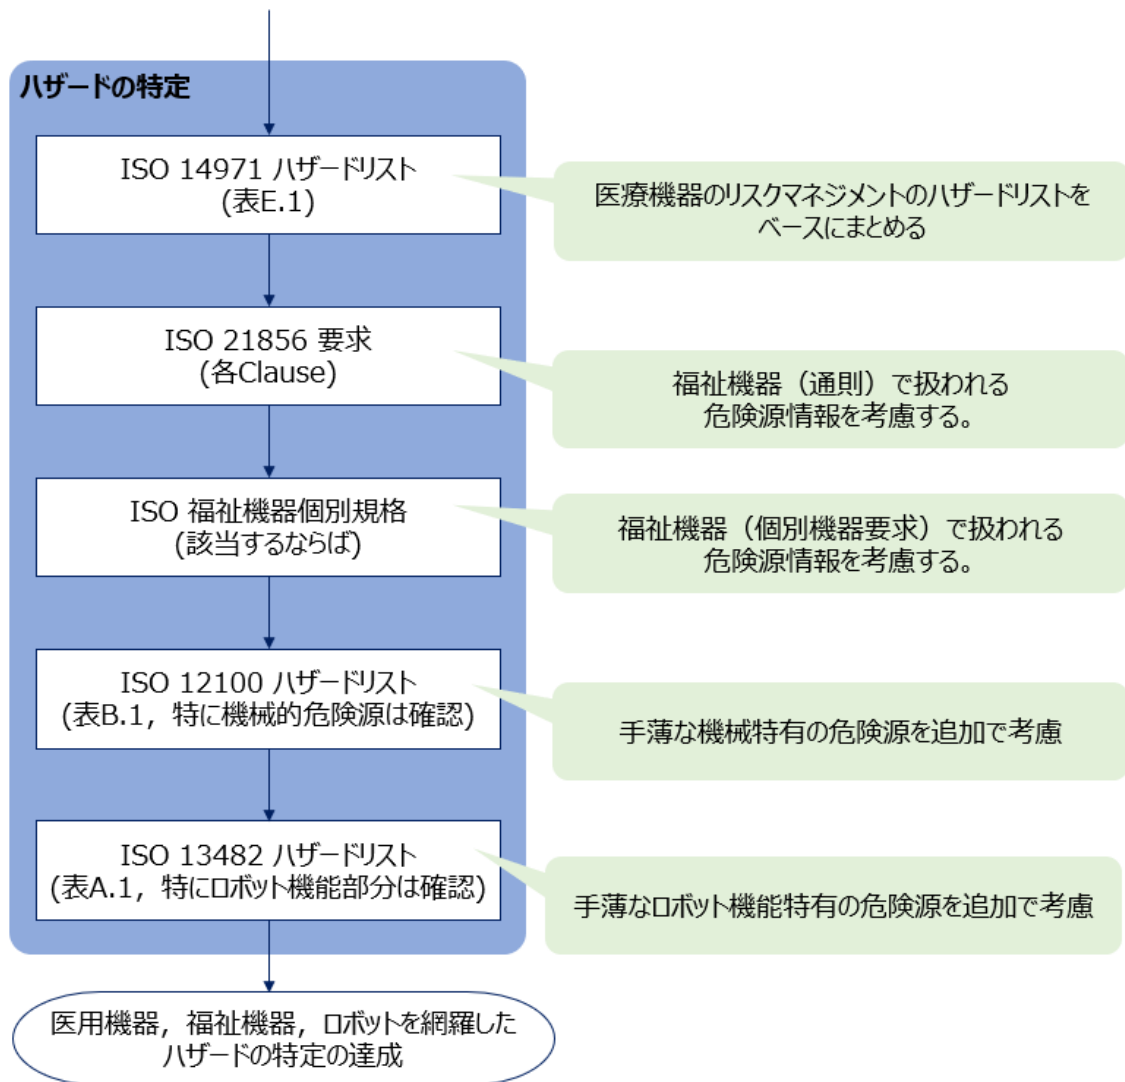 ハザードの特定
ISO 14971 ハザードリスト
(表E.1)
医療機器のリスクマネジメントのハザードリストを
ベースにまとめる
ISO 21856 要求
(各Clause)
福祉機器（通則）で扱われる
危険源情報を考慮する。
ISO 福祉機器個別規格
(該当するならば)
福祉機器（個別機器要求）で扱われる
危険源情報を考慮する。
ISO 12100 ハザードリスト
(表B.1，特に機械的危険源は確認)
手薄な機械特有の危険源を追加で考慮
ISO 13482 ハザードリスト
(表A.1，特にロボット機能部分は確認)
手薄なロボット機能特有の危険源を追加で考慮
医用機器，福祉機器，ロボットを網羅した
ハザードの特定の達成